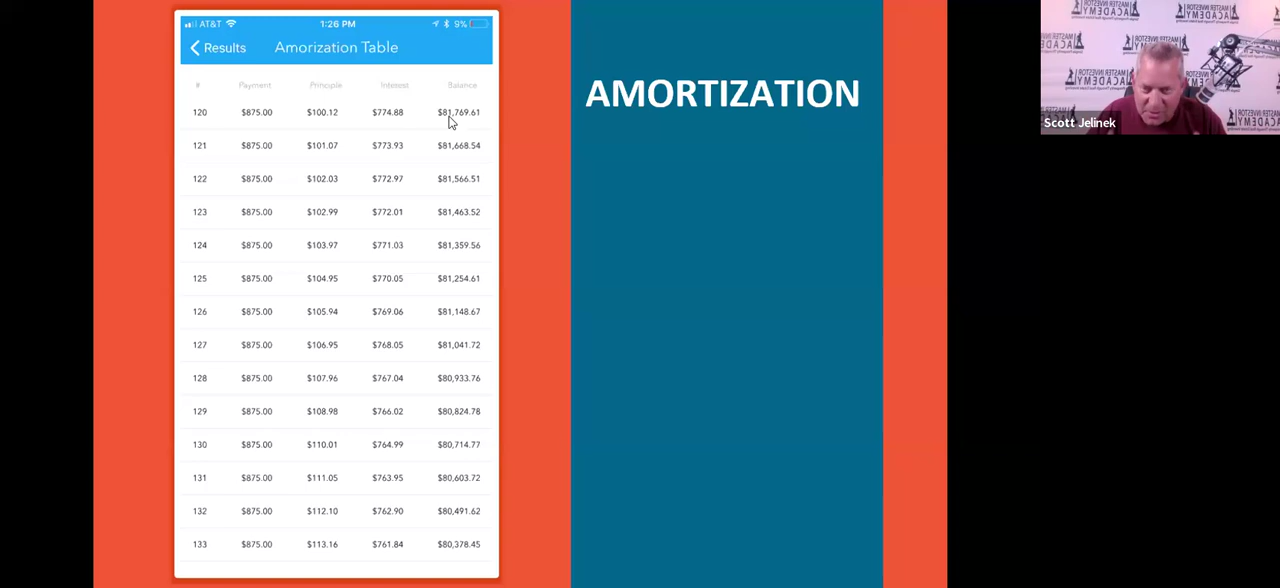 AT&T 1:26 PM 9%
Results Amorization Table
# Payment Principle Interest Balance
120 $875.00 $100.12 $774.88 $81,769.61
121 $875.00 $101.07 $773.93 $81,668.54
122 $875.00 $102.03 $772.97 $81,566.51
123 $875.00 $102.99 $772.01 $81,463.52
124 $875.00 $103.97 $771.03 $81,359.56
125 $875.00 $104.95 $770.05 $81,254.61
126 $875.00 $105.94 $769.06 $81,148.67
127 $875.00 $106.95 $768.05 $81,041.72
128 $875.00 $107.96 $767.04 $80,933.76
129 $875.00 $108.98 $766.02 $80,824.78
130 $875.00 $110.01 $764.99 $80,714.77
131 $875.00 $111.05 $763.95 $80,603.72
132 $875.00 $112.10 $762.90 $80,491.62
133 $875.00 $113.16 $761.84 $80,378.45
AMORTIZATION
MASTER INVESTOR
ACADEMY
Scott Jelinek